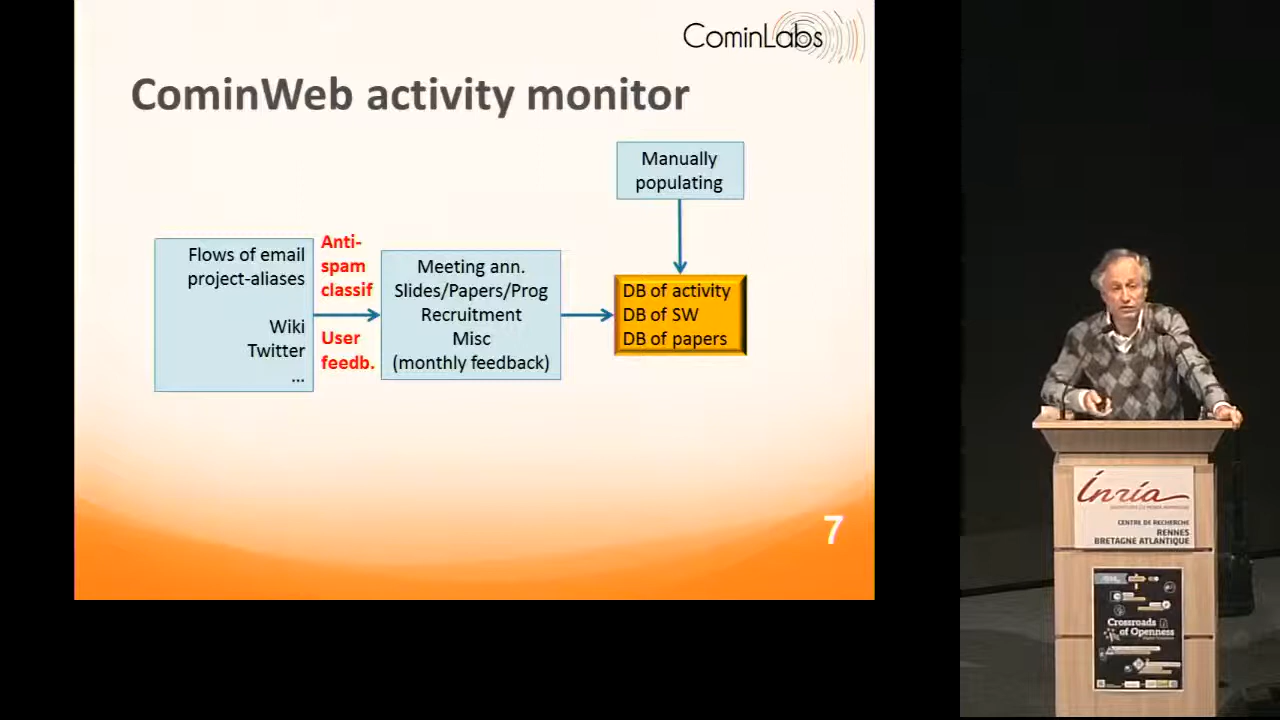 CominLabs
CominWeb activity monitor
Manually
populating
Flows of email
project-aliases
Wiki
Twitter
...
Anti-
spam
classif
User
feedb.
Meeting ann.
Slides/Papers/Prog
Recruitment
Misc
(monthly feedback)
DB of activity
DB of SW
DB of papers
7
Inría
CENTRE DE RECHERCHE
RENNES
BRETAGNE ATLANTIQUE
Crossroads
of Openness